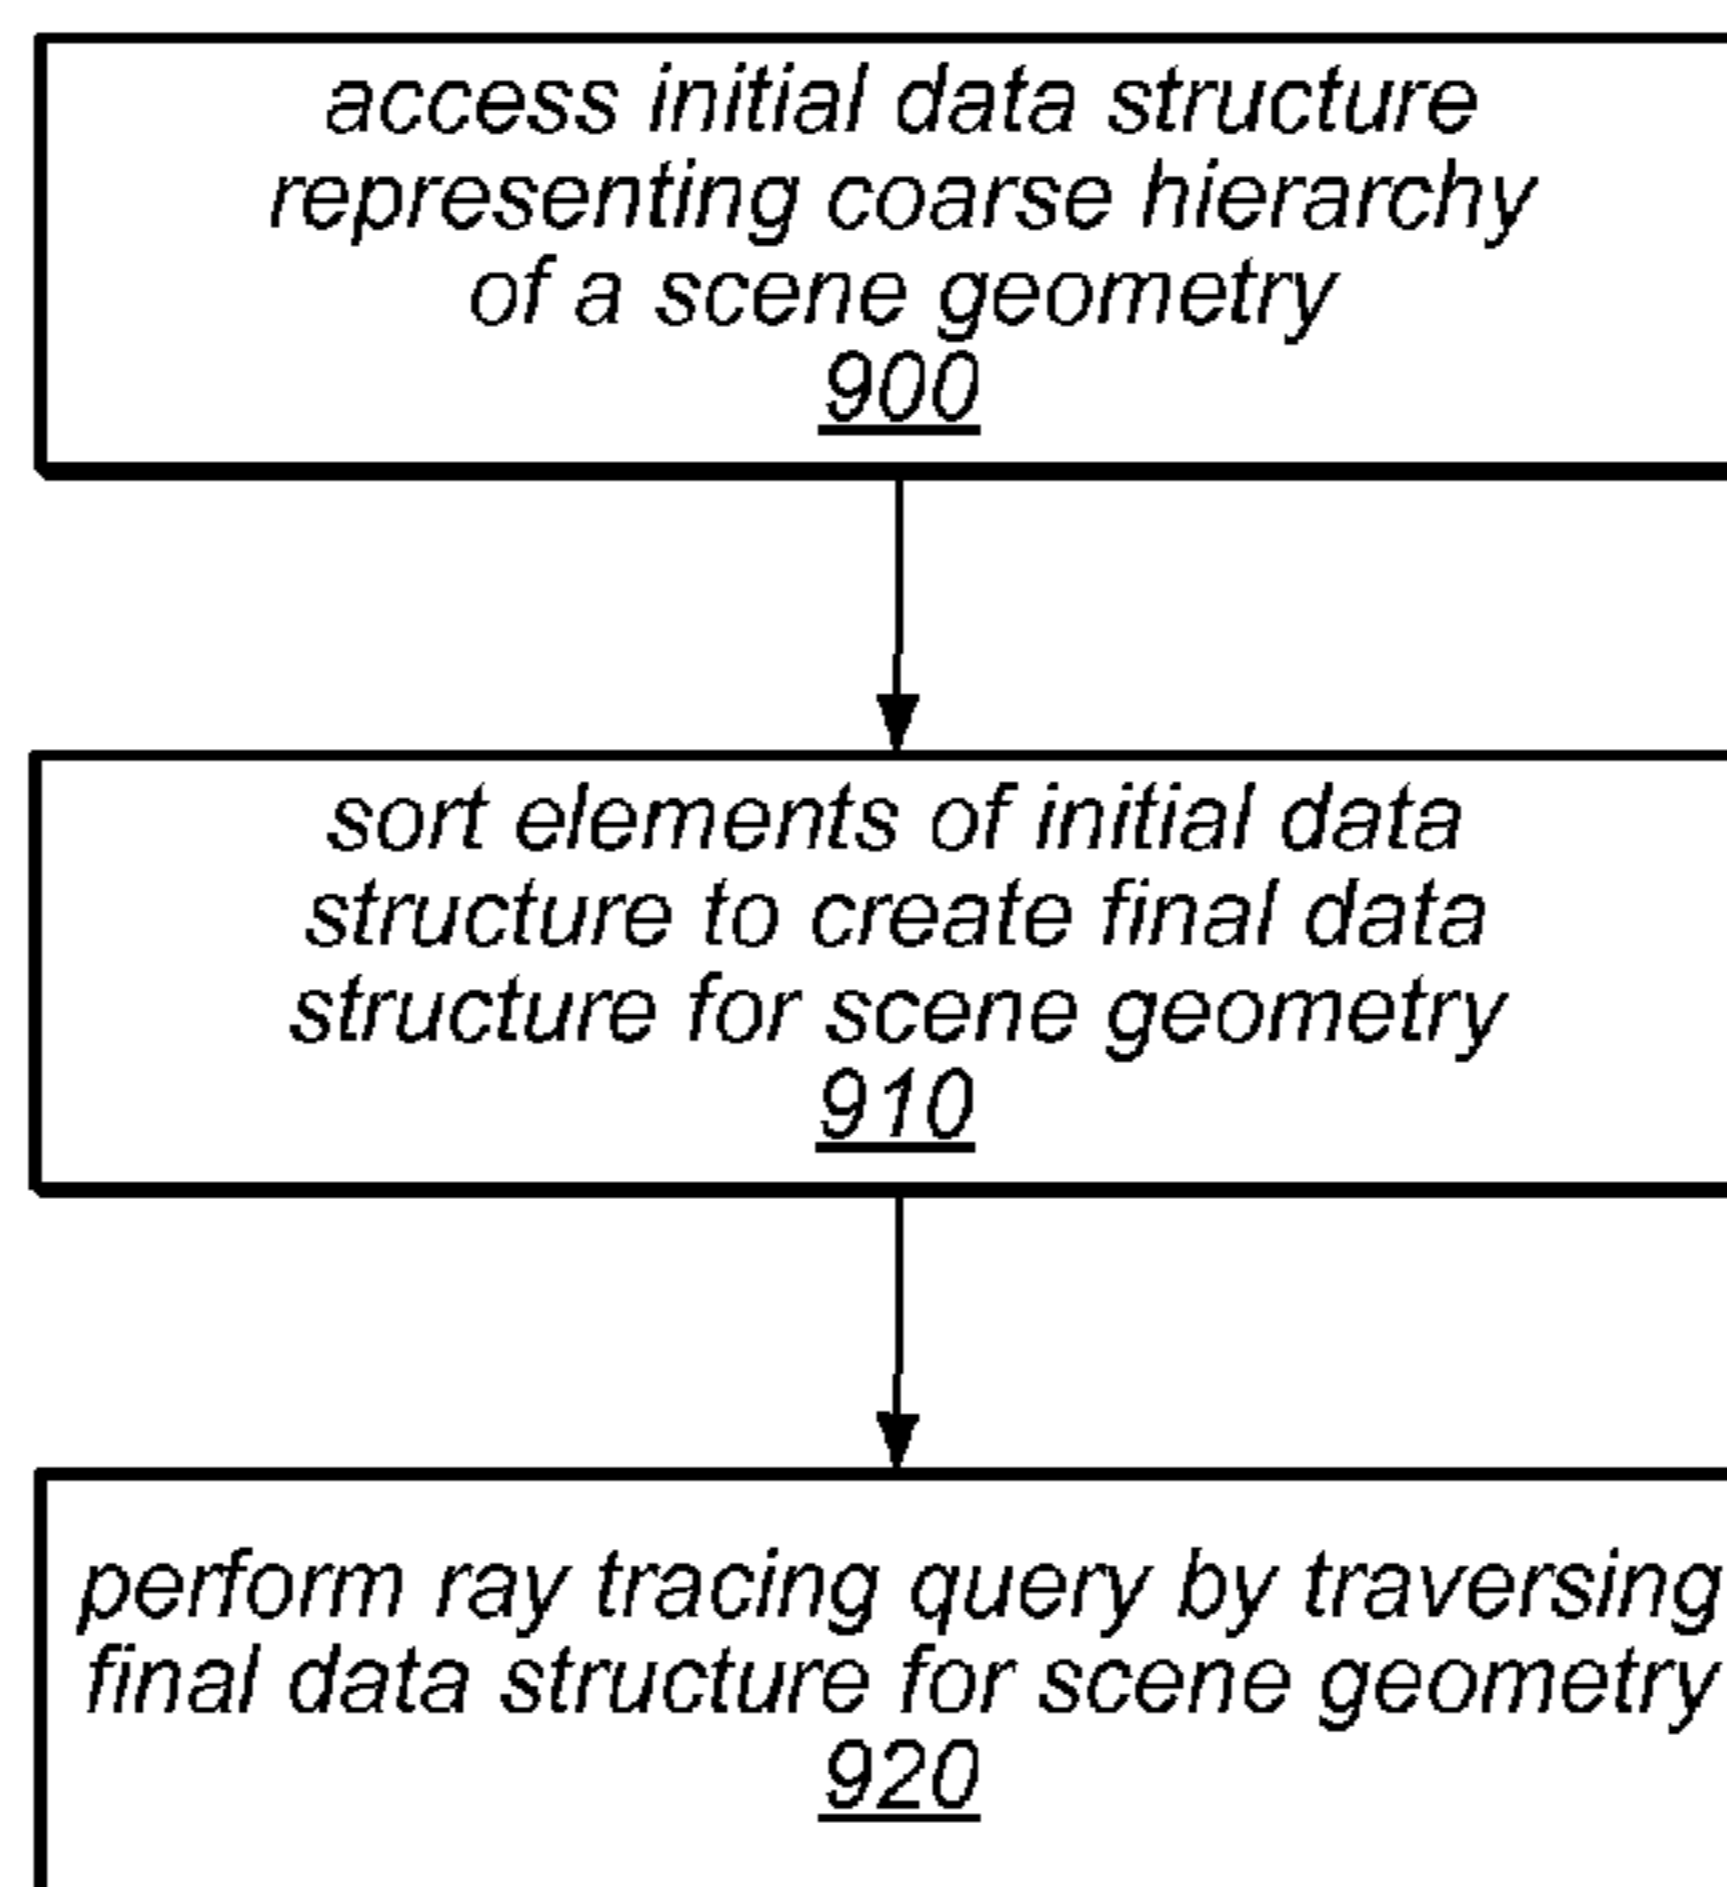 access initial data structure
representing coarse hierarchy
of a scene geometry
900
sort elements of initial data
structure to create final data
structure for scene geometry
910
perform ray tracing query by traversing
final data structure for scene geometry
920